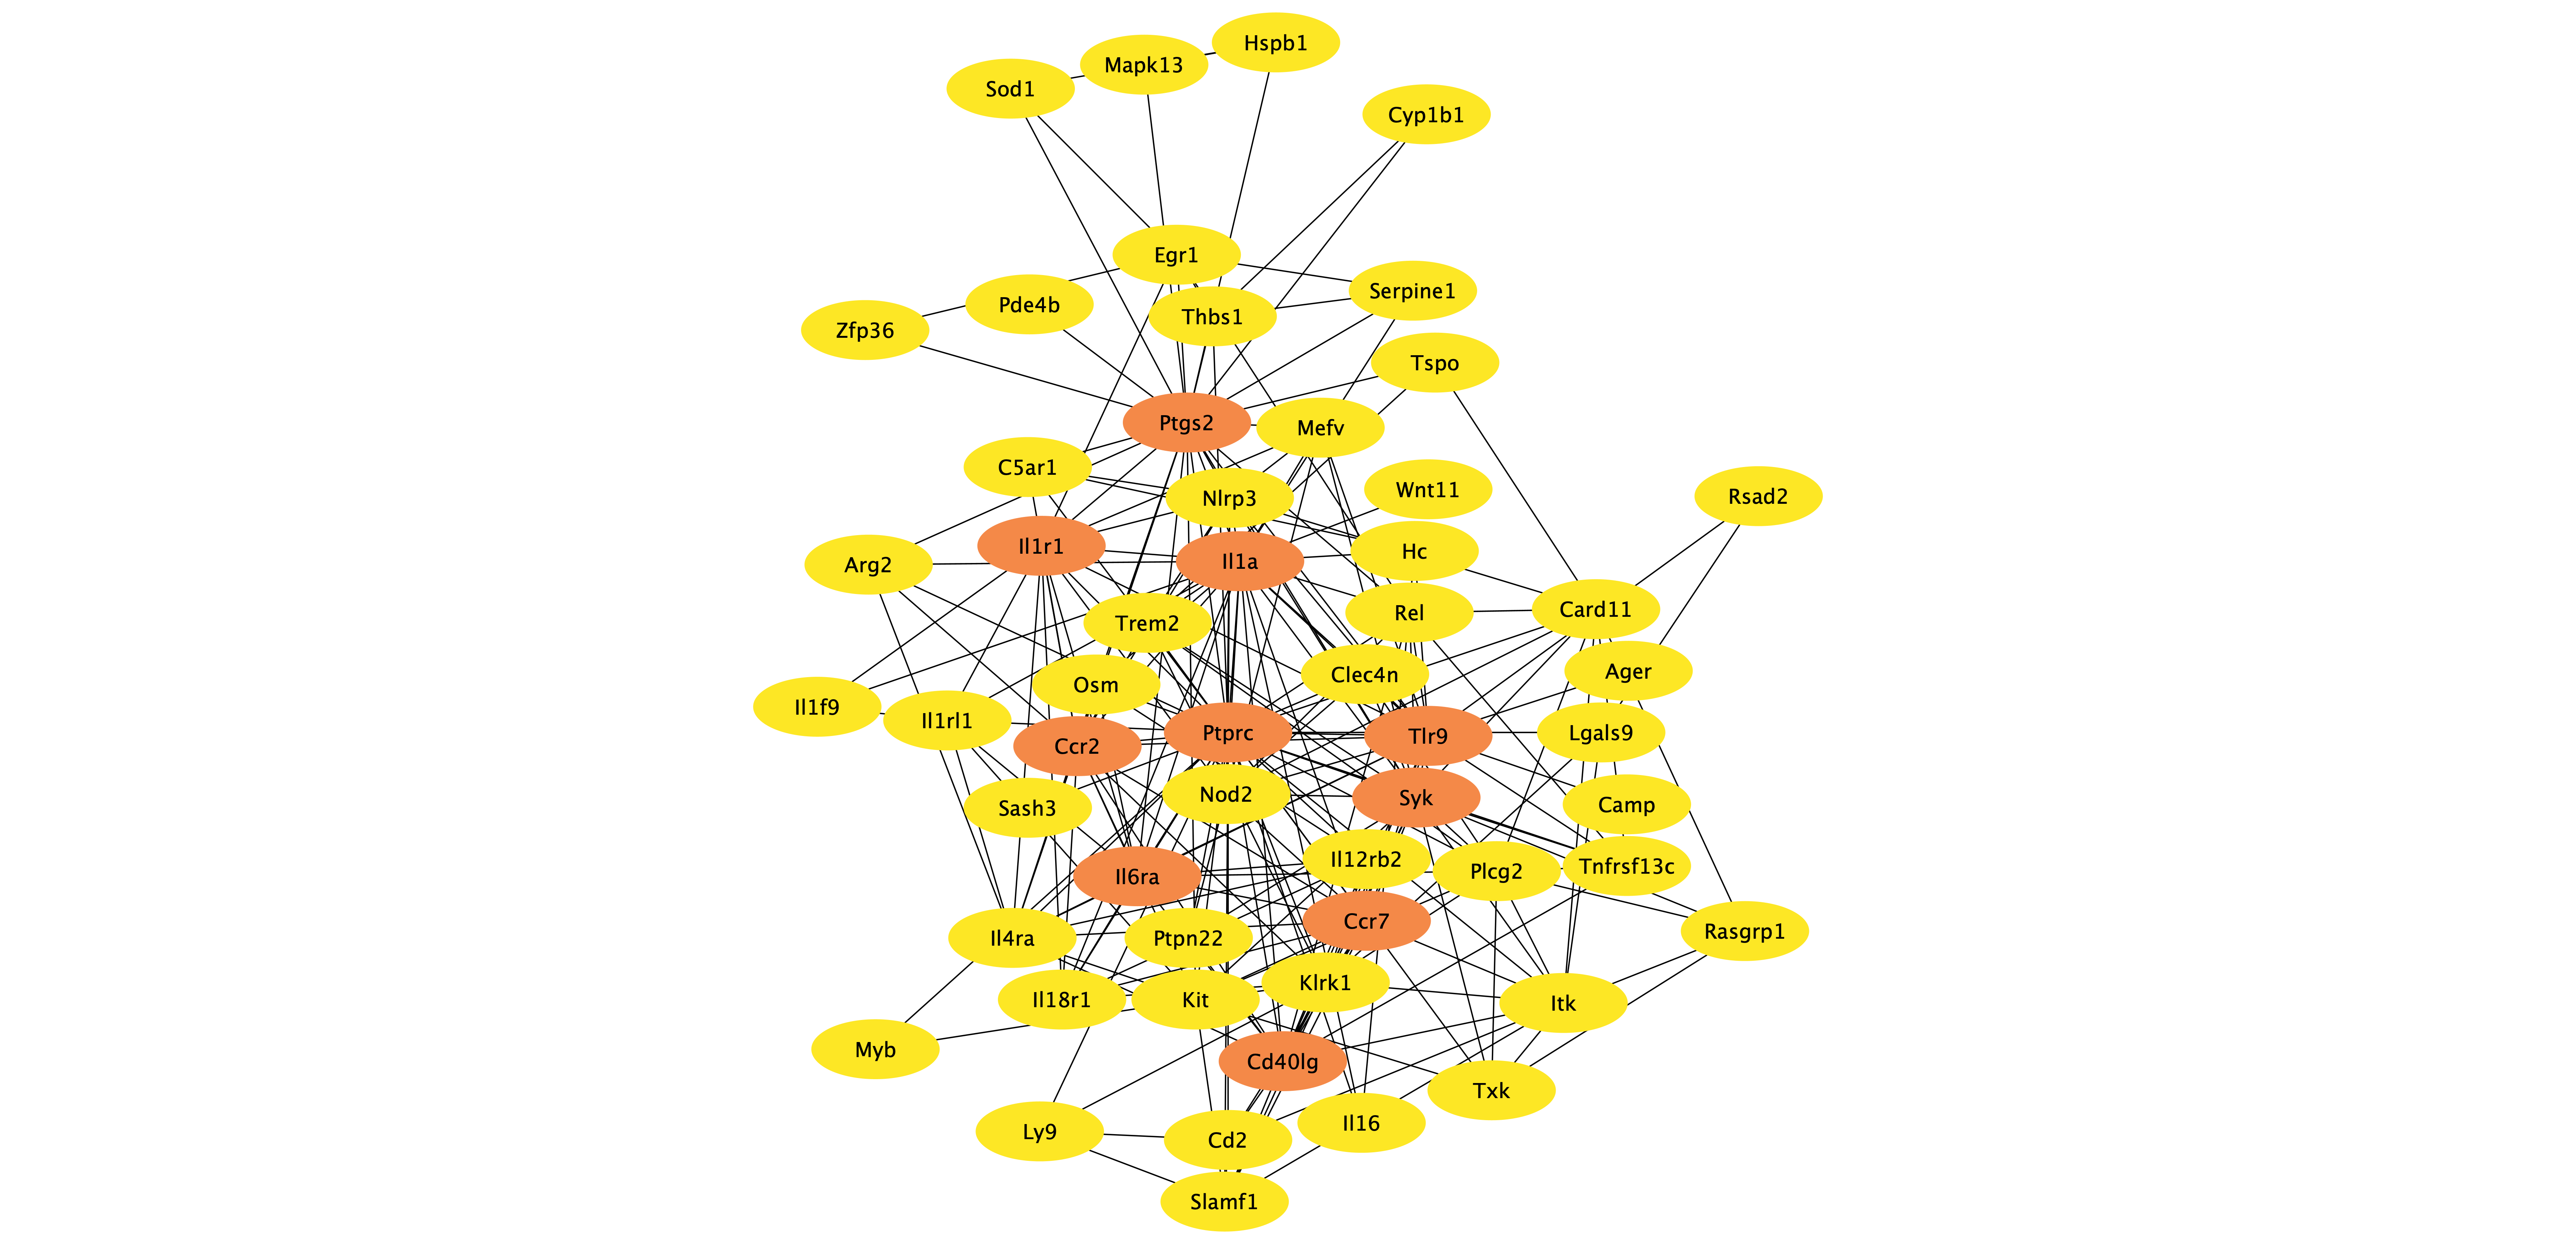 Hspb1
Mapk13
Sod1
Cyp1b1
Egr1
Serpine1
Pde4b
Thbs1
Zfp36
Tspo
Ptgs2
Mefv
C5ar1
Wnt11
Rsad2
Nlrp3
Il1r1
Hc
Il1a
Arg2
Card11
Rel
Trem2
Ager
Clec4n
Osm
Il1f9
Il1rl1
Ptprc
Lgals9
Tlr9
Ccr2
Nod2
Syk
Camp
Sash3
Il12rb2
Tnfrsf13c
Plcg2
Il6ra
Ccr7
Rasgrp1
Il4ra
Ptpn22
Klrk1
Il18r1
Kit
Itk
Myb
Cd40lg
Txk
Il16
Ly9
Cd2
Slamf1